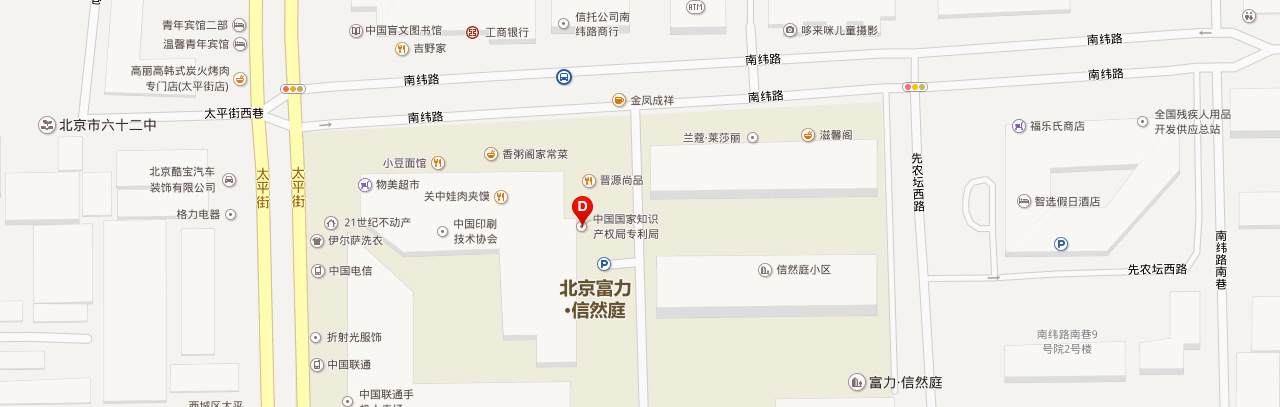 青年宾馆二部
温馨青年宾馆
高丽高韩式炭火烤肉
专门店(太平街店)
中国盲文图书馆
吉野家
工商银行
信托公司南
纬路商行
ATM
哆来咪儿童摄影
南纬路
南纬路
南纬路
南纬路
南纬路
南纬路
太平街西巷
北京市六十二中
金凤成祥
兰蔻·莱莎丽
滋馨阁
福乐氏商店
全国残疾人用品
开发供应总站
小豆面馆
香粥阁家常菜
北京酷宝汽车
装饰有限公司
格力电器
太平街
太平街
物美超市
关中娃肉夹馍
晋源尚品
先农坛西路
智选假日酒店
21世纪不动产
伊尔萨洗衣
中国印刷
技术协会
D
中国国家知识
产权局专利局
P
P
中国电信
信然庭小区
先农坛西路
南纬路南巷
北京富力
·信然庭
折射光服饰
中国联通
南纬路南巷9
号院2号楼
富力·信然庭
中国联通手
西城区太平